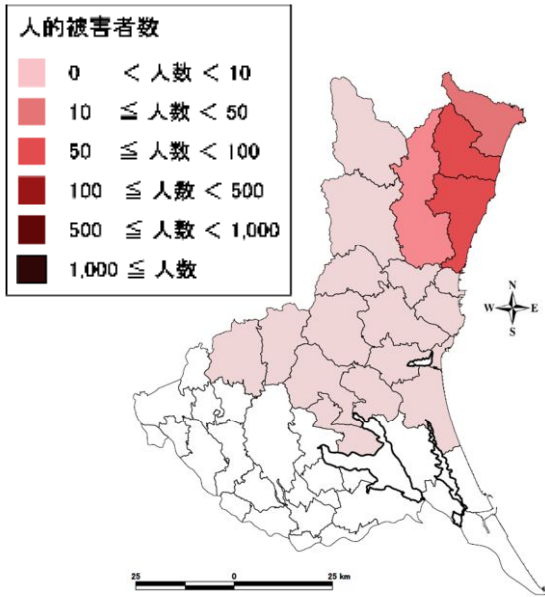 人的被害者数
0 < 人数 < 10
10 ≦ 人数 < 50
50 ≦ 人数 < 100
100 ≦ 人数 < 500
500 ≦ 人数 < 1,000
1,000 ≦ 人数
N
W E
S
25 0 25 km